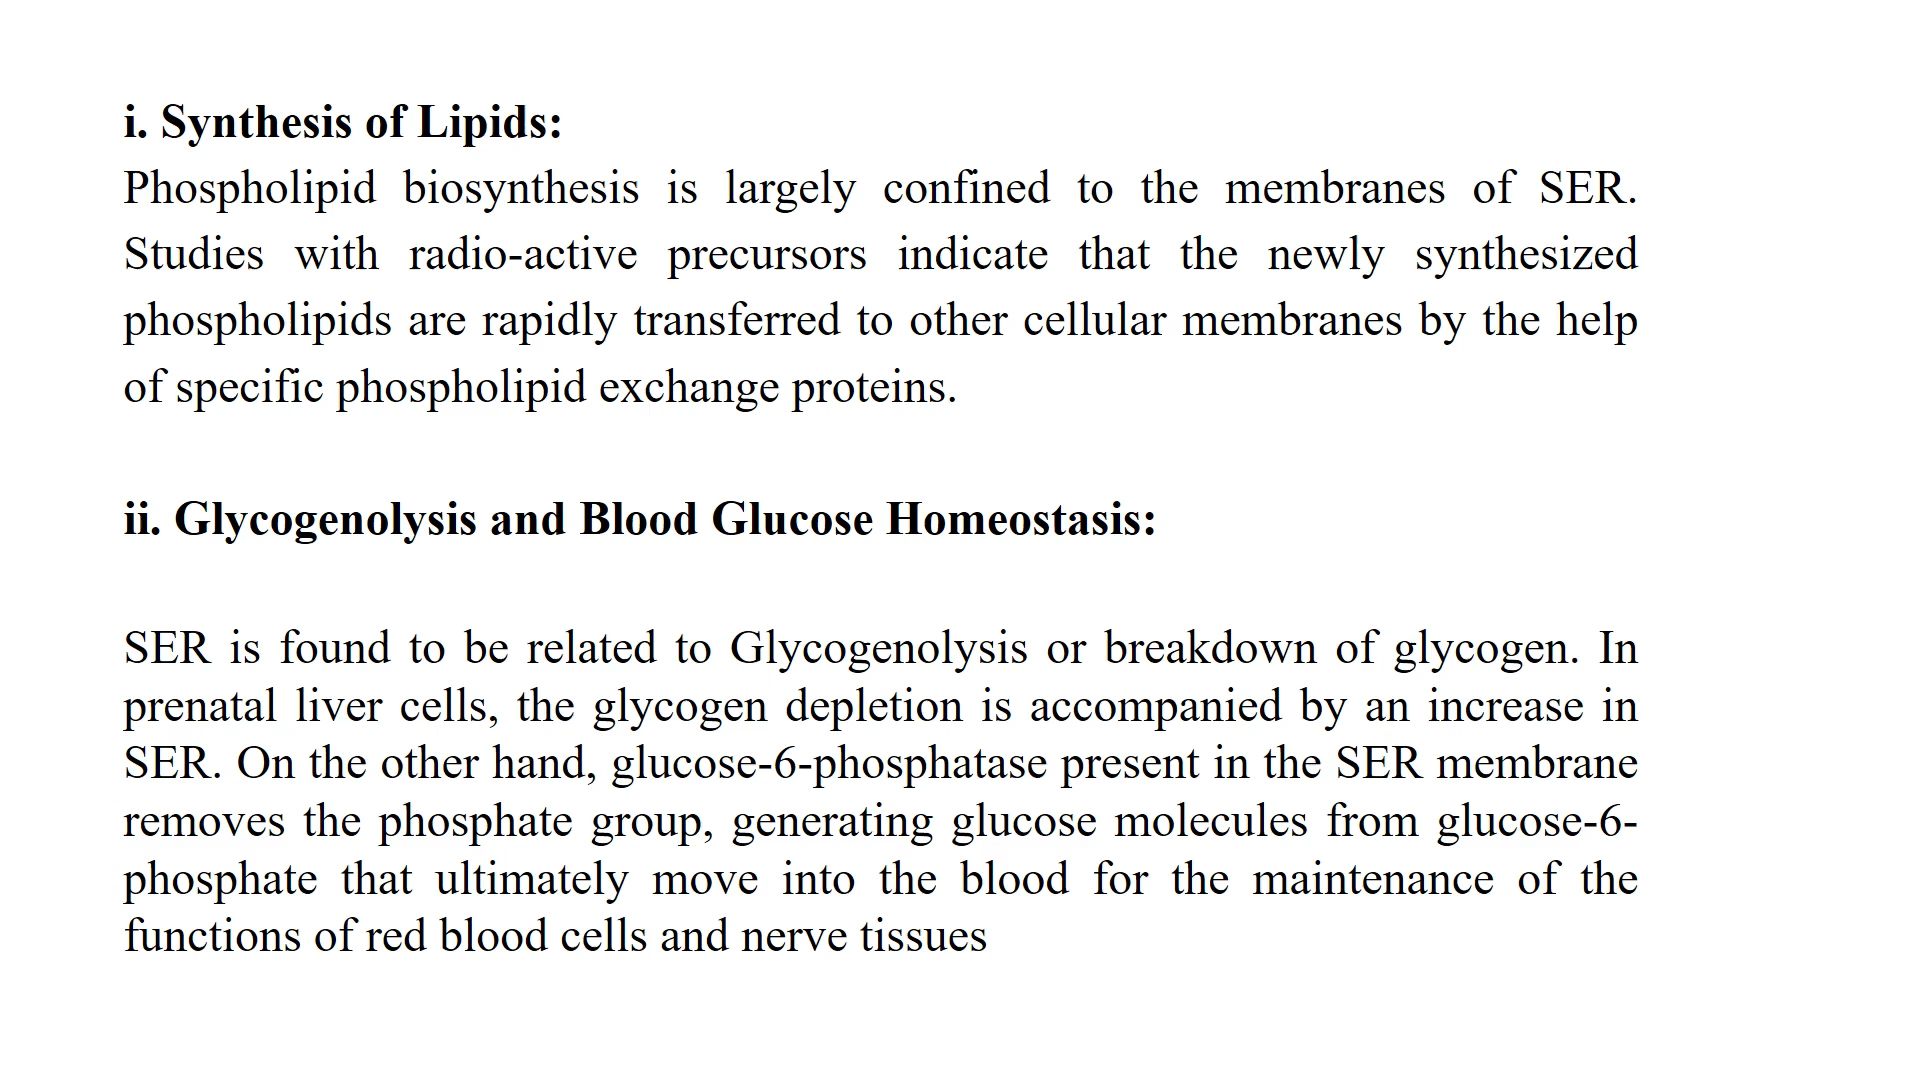 i. Synthesis of Lipids:
Phospholipid biosynthesis is largely confined to the membranes of SER.
Studies with radio-active precursors indicate that the newly synthesized
phospholipids are rapidly transferred to other cellular membranes by the help
of specific phospholipid exchange proteins.
ii. Glycogenolysis and Blood Glucose Homeostasis:
SER is found to be related to Glycogenolysis or breakdown of glycogen. In
prenatal liver cells, the glycogen depletion is accompanied by an increase in
SER. On the other hand, glucose-6-phosphatase present in the SER membrane
removes the phosphate group, generating glucose molecules from glucose-6-
phosphate that ultimately move into the blood for the maintenance of the
functions of red blood cells and nerve tissues